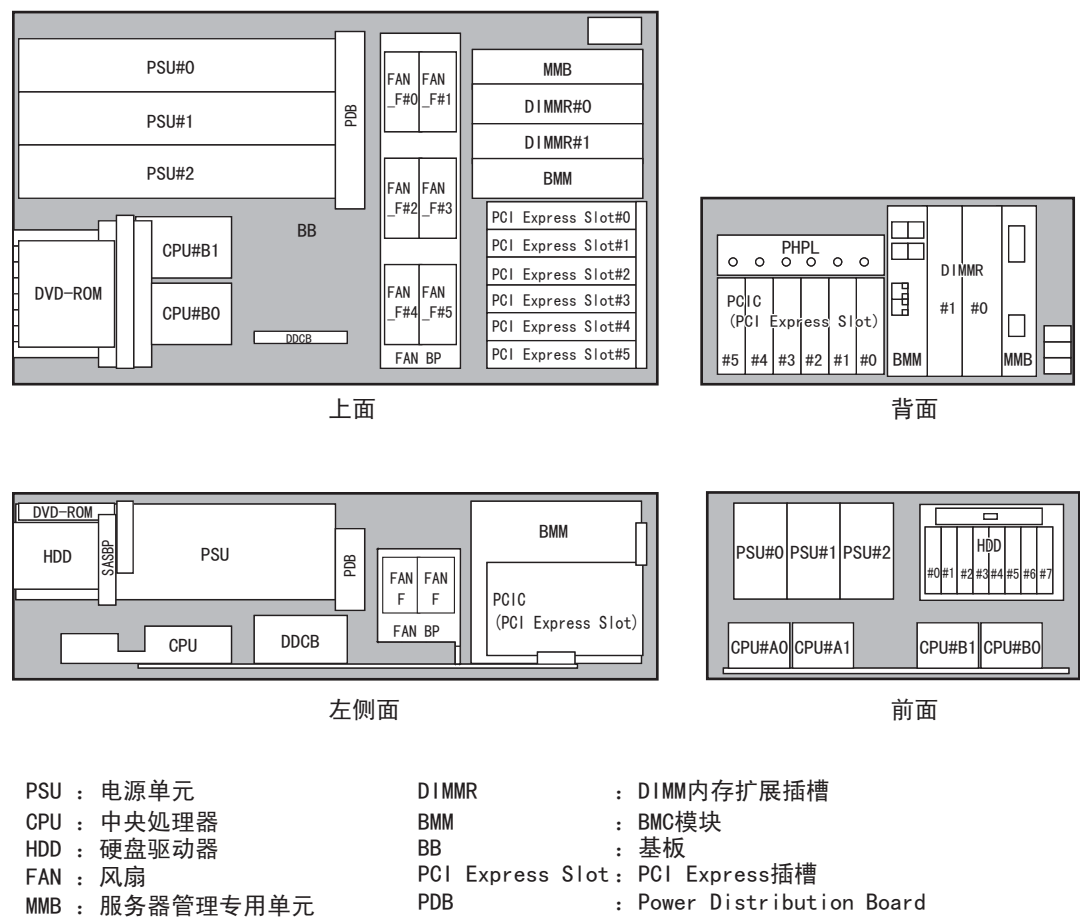 PSU#0
PSU#1
PSU#2
PDB
FAN _F#0
FAN _F#1
FAN _F#2
FAN _F#3
FAN _F#4
FAN _F#5
FAN BP
MMB
DIMMR#0
DIMMR#1
BMM
PCI Express Slot#0
PCI Express Slot#1
PCI Express Slot#2
PCI Express Slot#3
PCI Express Slot#4
PCI Express Slot#5
BB
CPU#B1
CPU#B0
DVD-ROM
DDCB
上面
PHPL
PCIC
(PCI Express Slot)
#5 #4 #3 #2 #1 #0
BMM
DIMMR
#1 #0
MMB
背面
DVD-ROM
HDD
SASBP
PSU
PDB
CPU
DDCB
FAN F
FAN F
FAN BP
BMM
PCIC
(PCI Express Slot)
左侧面
PSU#0 PSU#1 PSU#2
HDD
#0 #1 #2 #3 #4 #5 #6 #7
CPU#A0 CPU#A1 CPU#B1 CPU#B0
前面
PSU : 电源单元
CPU : 中央処理器
HDD : 硬盘驱动器
FAN : 风扇
MMB : 服务器管理专用单元
DIMMR : DIMM内存扩展插槽
BMM : BMC模块
BB : 基板
PCI Express Slot : PCI Express插槽
PDB : Power Distribution Board